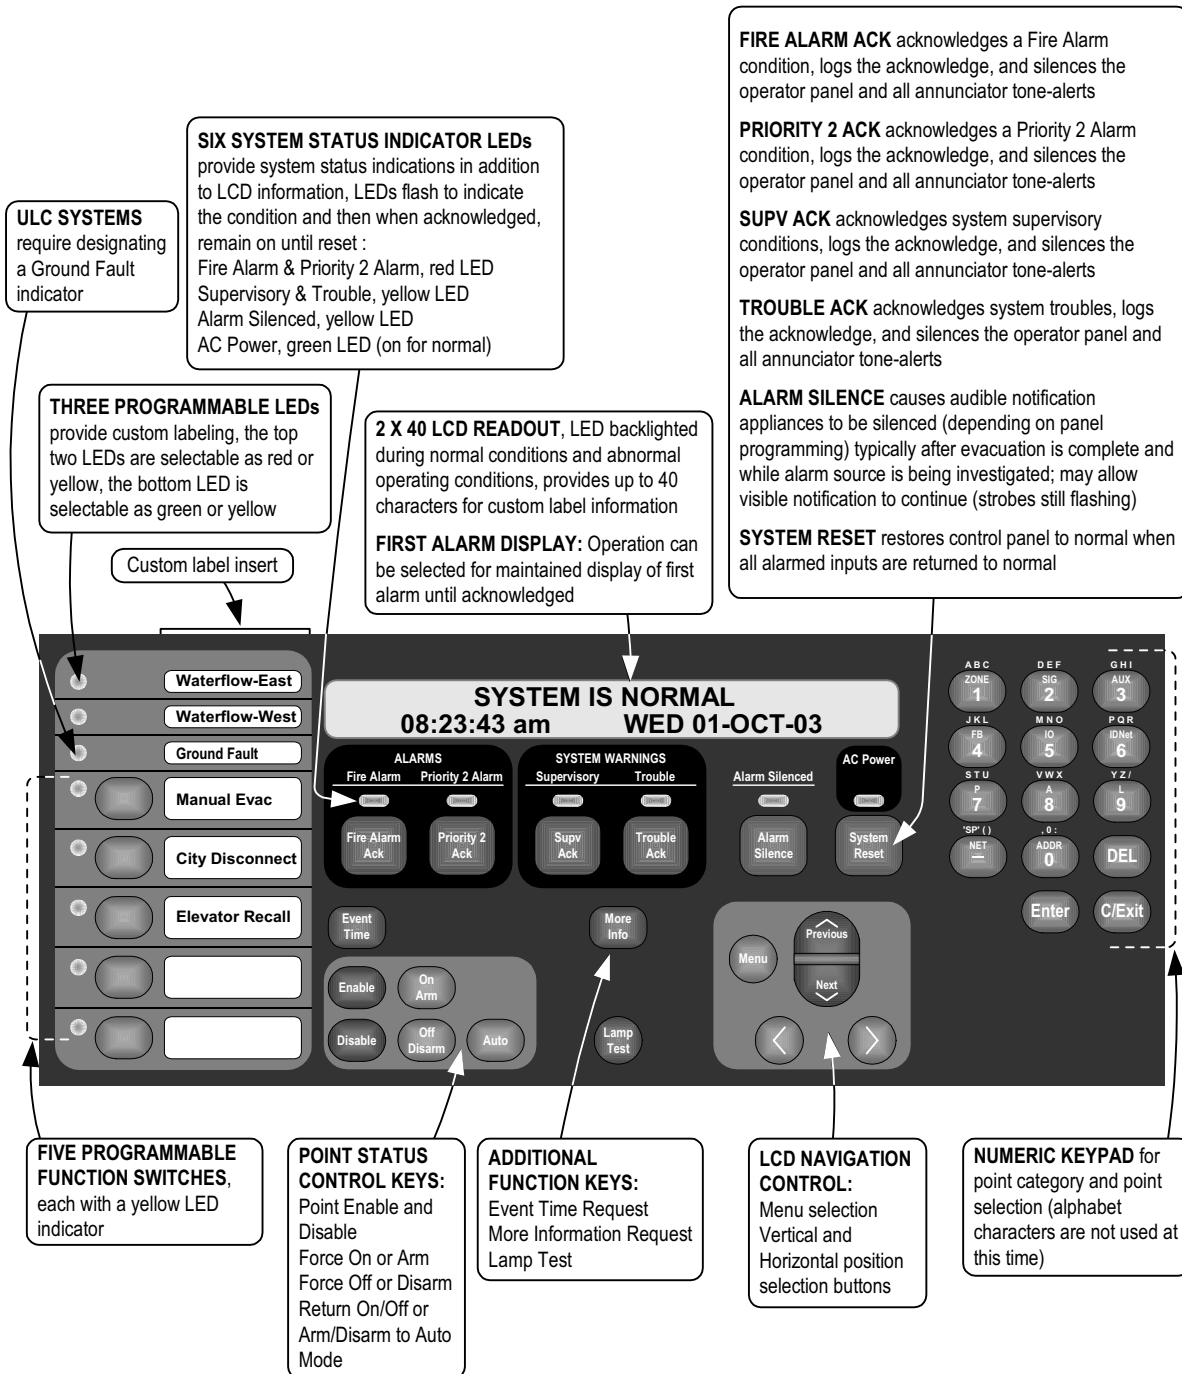 FIRE ALARM ACK acknowledges a Fire Alarm
condition, logs the acknowledge, and silences the
operator panel and all annunciator tone-alerts
PRIORITY 2 ACK acknowledges a Priority 2 Alarm
condition, logs the acknowledge, and silences the
operator panel and all annunciator tone-alerts
SUPV ACK acknowledges system supervisory
conditions, logs the acknowledge, and silences the
operator panel and all annunciator tone-alerts
TROUBLE ACK acknowledges system troubles, logs
the acknowledge, and silences the operator panel and
all annunciator tone-alerts
ALARM SILENCE causes audible notification
appliances to be silenced (depending on panel
programming) typically after evacuation is complete and
while alarm source is being investigated; may allow
visible notification to continue (strobes still flashing)
SYSTEM RESET restores control panel to normal when
all alarmed inputs are returned to normal
SIX SYSTEM STATUS INDICATOR LEDs
provide system status indications in addition
to LCD information, LEDs flash to indicate
the condition and then when acknowledged,
remain on until reset :
Fire Alarm & Priority 2 Alarm, red LED
Supervisory & Trouble, yellow LED
Alarm Silenced, yellow LED
AC Power, green LED (on for normal)
ULC SYSTEMS
require designating
a Ground Fault
indicator
THREE PROGRAMMABLE LEDs
provide custom labeling, the top
two LEDs are selectable as red or
yellow, the bottom LED is
selectable as green or yellow
2 X 40 LCD READOUT, LED backlighted
during normal conditions and abnormal
operating conditions, provides up to 40
characters for custom label information
FIRST ALARM DISPLAY: Operation can
be selected for maintained display of first
alarm until acknowledged
Custom label insert
Waterflow-East
Waterflow-West
Ground Fault
Manual Evac
City Disconnect
Elevator Recall
SYSTEM IS NORMAL
08:23:43 am WED 01-OCT-03
ALARMS
Fire Alarm Priority 2 Alarm
Fire Alarm
Ack
Priority 2
Ack
SYSTEM WARNINGS
Supervisory Trouble
Supv
Ack
Trouble
Ack
Alarm Silenced
Alarm
Silence
AC Power
System
Reset
Event
Time
More
Info
Enable
On
Arm
Disable
Off
Disarm
Auto
Lamp
Test
Menu
Previous
Next
A B C D E F G H I
ZONE SIG AUX
1 2 3
J K L M N O P Q R
FB IO IDNet
4 5 6
S T U V W X Y Z /
P A L
7 8 9
'SP' ( ) , 0 :
NET ADDR
– 0 DEL
Enter C/Exit
FIVE PROGRAMMABLE
FUNCTION SWITCHES,
each with a yellow LED
indicator
POINT STATUS
CONTROL KEYS:
Point Enable and
Disable
Force On or Arm
Force Off or Disarm
Return On/Off or
Arm/Disarm to Auto
Mode
ADDITIONAL
FUNCTION KEYS:
Event Time Request
More Information Request
Lamp Test
LCD NAVIGATION
CONTROL:
Menu selection
Vertical and
Horizontal position
selection buttons
NUMERIC KEYPAD for
point category and point
selection (alphabet
characters are not used at
this time)